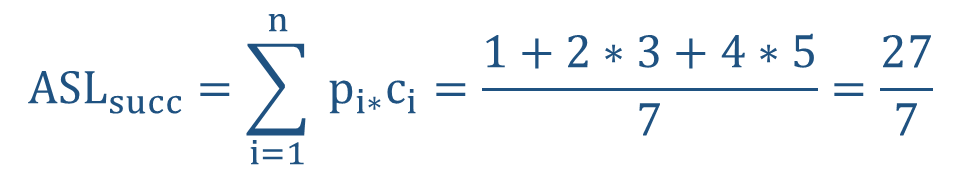 ASL_succ = ∑_{i=1}^{n} p_{i*}c_i = (1 + 2 * 3 + 4 * 5) / 7 = 27 / 7